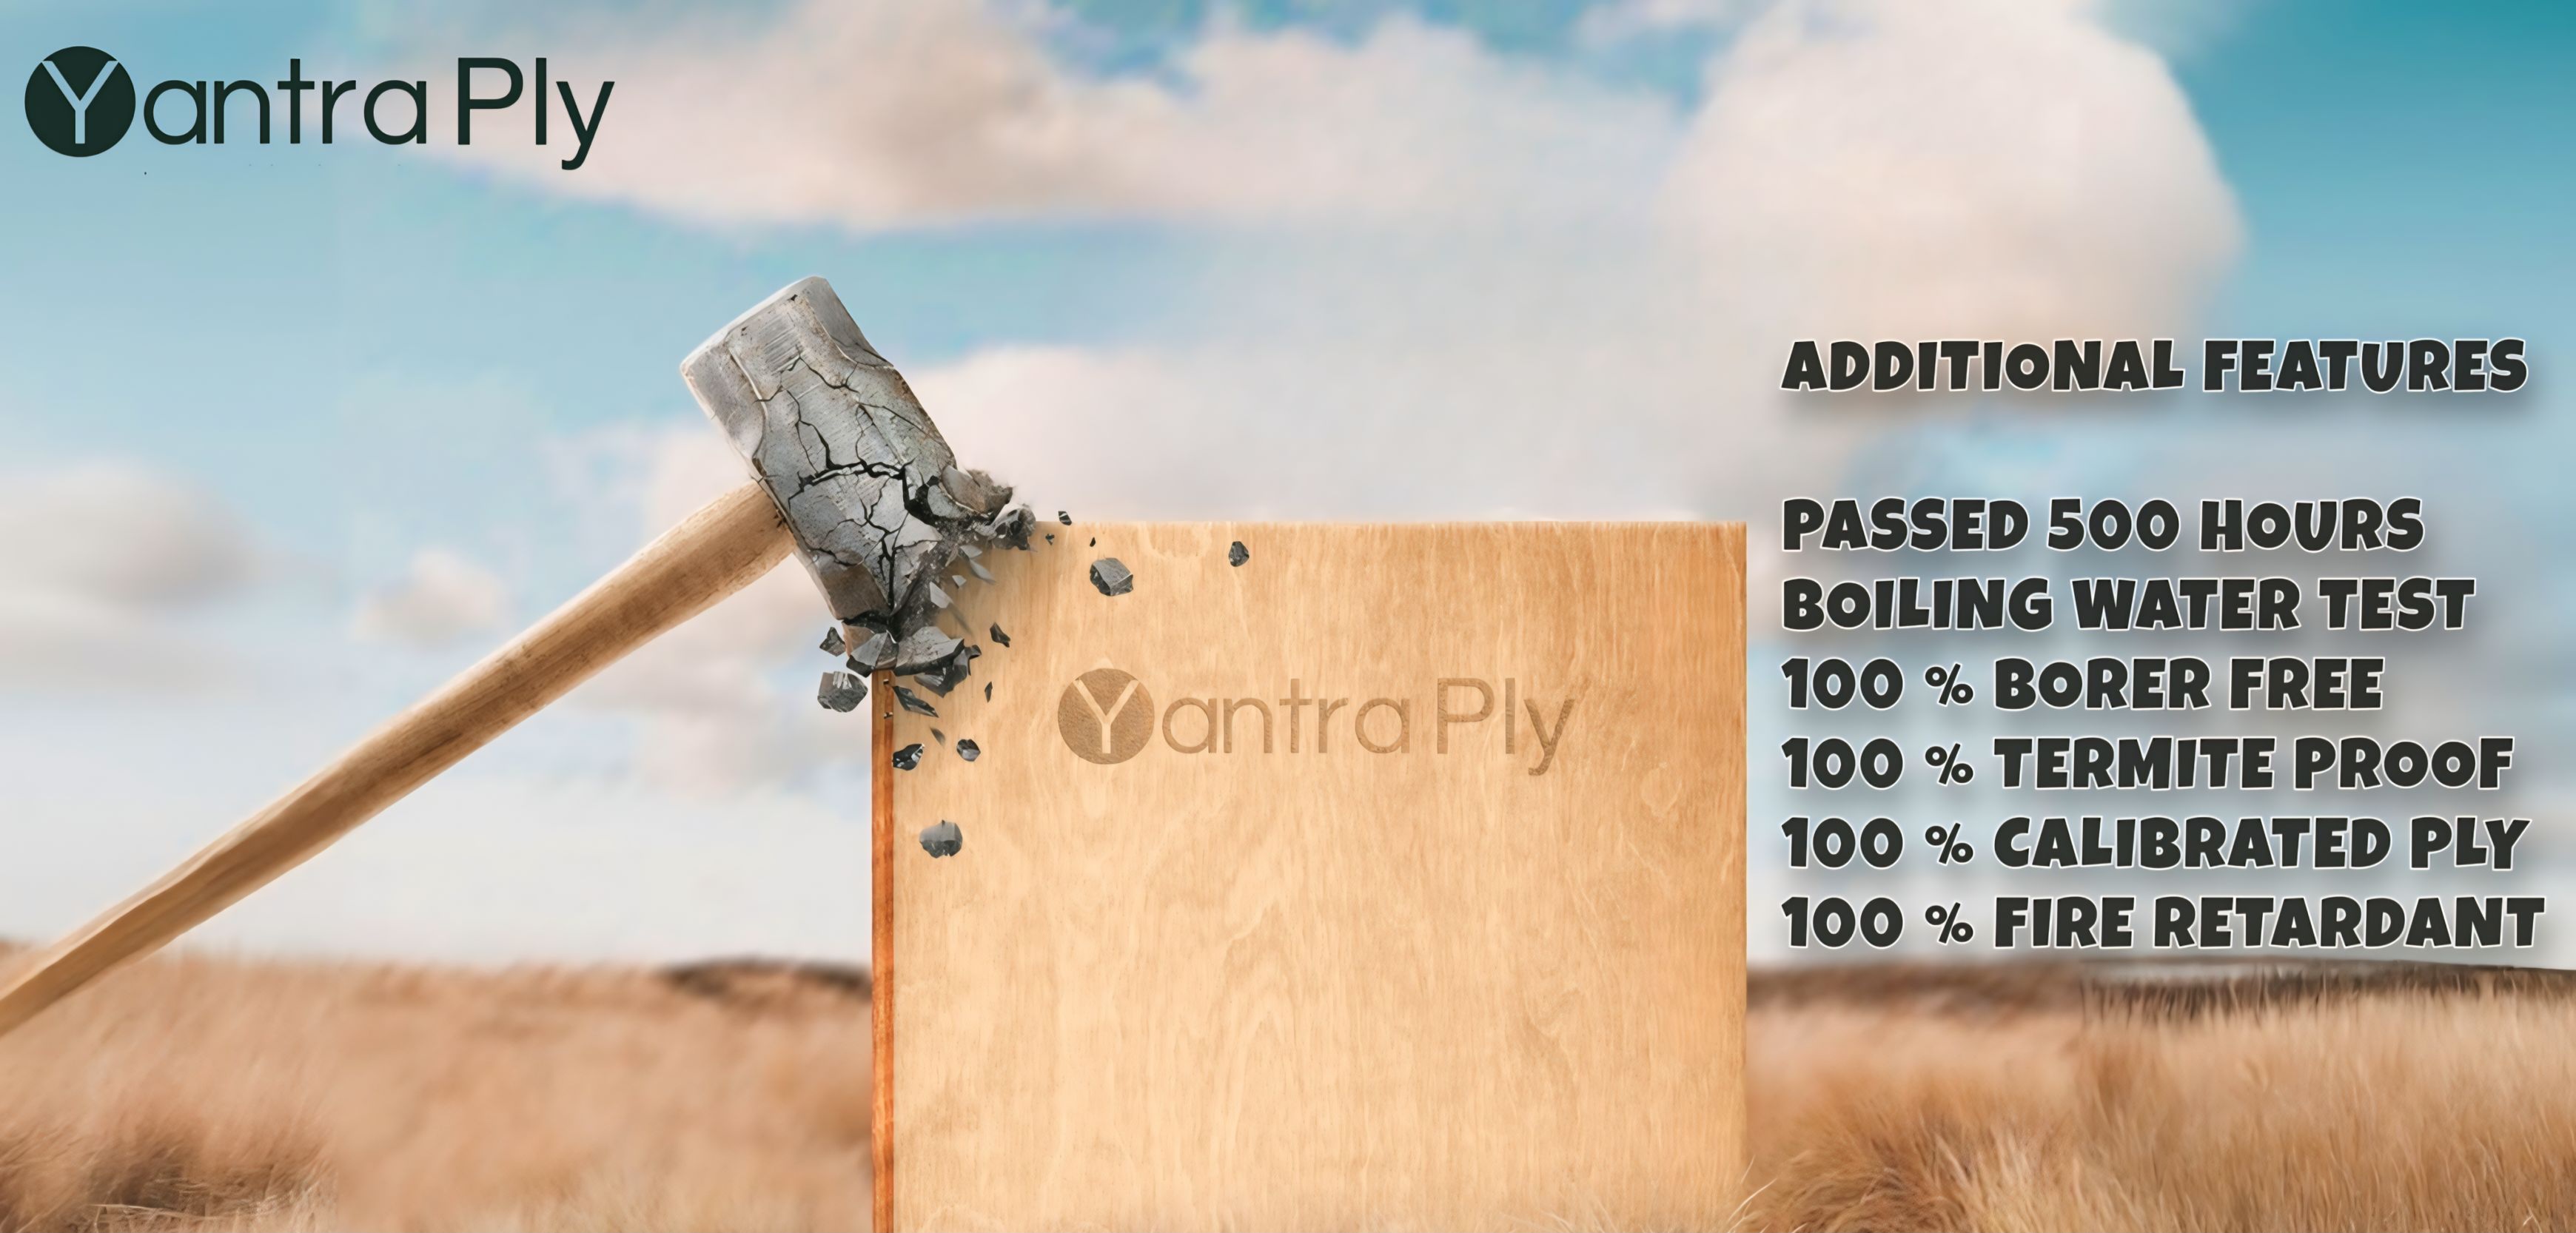 Yantra Ply
ADDITIONAL FEATURES
PASSED 500 HOURS
BOILING WATER TEST
100 % BORER FREE
100 % TERMITE PROOF
100 % CALIBRATED PLY
100 % FIRE RETARDANT
Yantra Ply